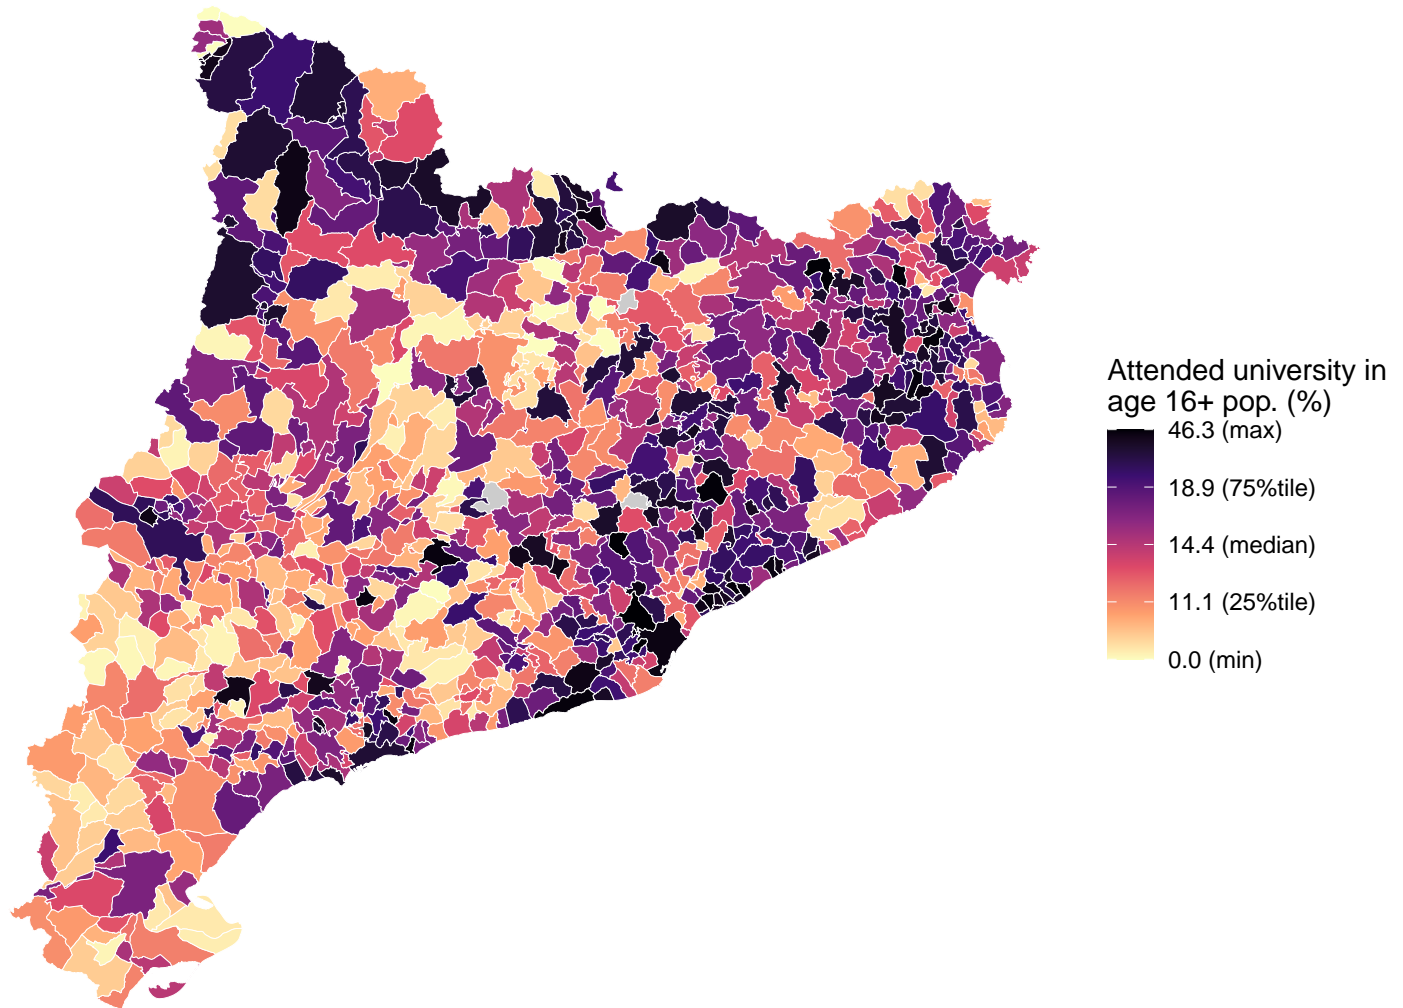 Attended university in
age 16+ pop. (%)
46.3 (max)
18.9 (75%tile)
14.4 (median)
11.1 (25%tile)
0.0 (min)